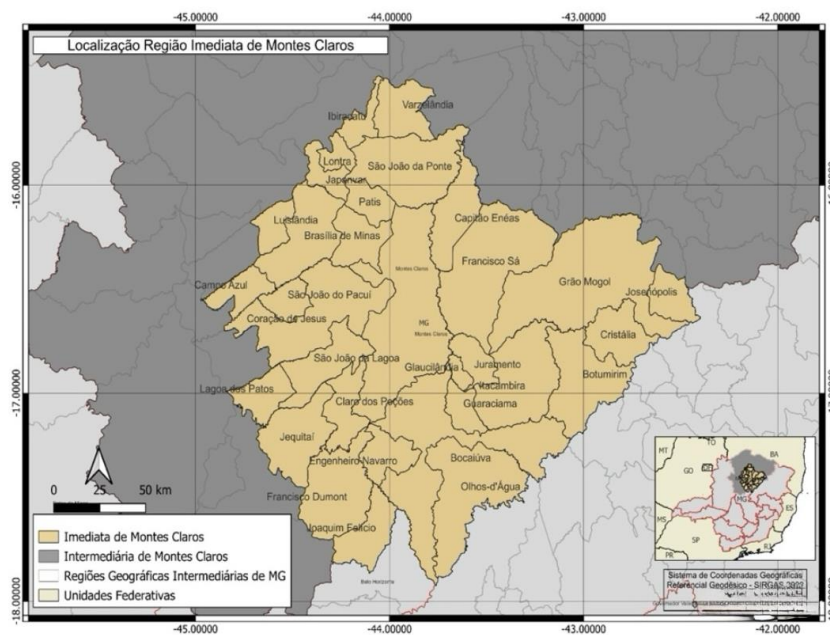 -45.00000 -44.00000 -43.00000 -42.00000
Localização Região Imediata de Montes Claros
Varzelândia
Ibiracatu
Lontra
São João da Ponte
Japonvar
-16.00000
Patis
Luislândia
Capitão Enéas
Brasília de Minas
Francisco Sá
Montes Claros
Campo Azul
Grão Mogol
São João do Pacuí
Josenópolis
Coração de Jesus
MG
Montes Claros
Cristália
São João da Lagoa
Glaucilândia
Juramento
Botumirim
Itacambira
Lagoa dos Patos
-17.00000
Claro dos Poções
Guaraciama
Jequitaí
Engenheiro Navarro
Bocaiúva
Olhos-d'Água
Francisco Dumont
Joaquim Felício
0 25 50 km
Imediata de Montes Claros
Intermediária de Montes Claros
Regiões Geográficas Intermediárias de MG
Unidades Federativas
Belo Horizonte
MT
TO
BA
GO
DF
MG
ES
MS
SP
RJ
PR
Sistema de Coordenadas Geográficas
Referencial Geodésico - SIRGAS
-18.00000
-45.00000 -44.00000 -43.00000 -42.00000